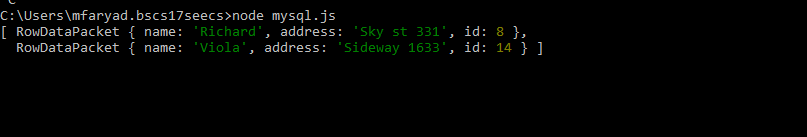 C:\Users\mfaryad.bscs17seecs>node mysql.js
[ RowDataPacket { name: 'Richard', address: 'Sky st 331', id: 8 },
  RowDataPacket { name: 'Viola', address: 'Sideway 1633', id: 14 } ]